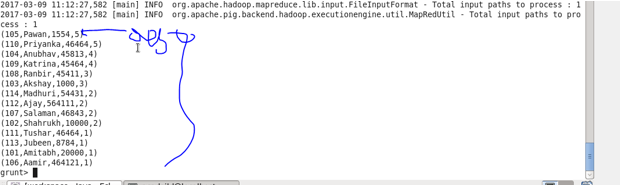 2017-03-09 11:12:27,582 [main] INFO  org.apache.hadoop.mapreduce.lib.input.FileInputFormat - Total input paths to process : 1
2017-03-09 11:12:27,582 [main] INFO  org.apache.pig.backend.hadoop.executionengine.util.MapRedUtil - Total input paths to pro
cess : 1
(105,Pawan,1554,5)
(110,Priyanka,46464,5)
(104,Anubhav,45813,4)
(109,Katrina,45464,4)
(108,Ranbir,45411,3)
(103,Akshay,1000,3)
(114,Madhuri,54431,2)
(112,Ajay,564111,2)
(107,Salaman,46843,2)
(102,Shahrukh,10000,2)
(111,Tushar,46464,1)
(113,Jubeen,8784,1)
(101,Amitabh,20000,1)
(106,Aamir,464121,1)
grunt>